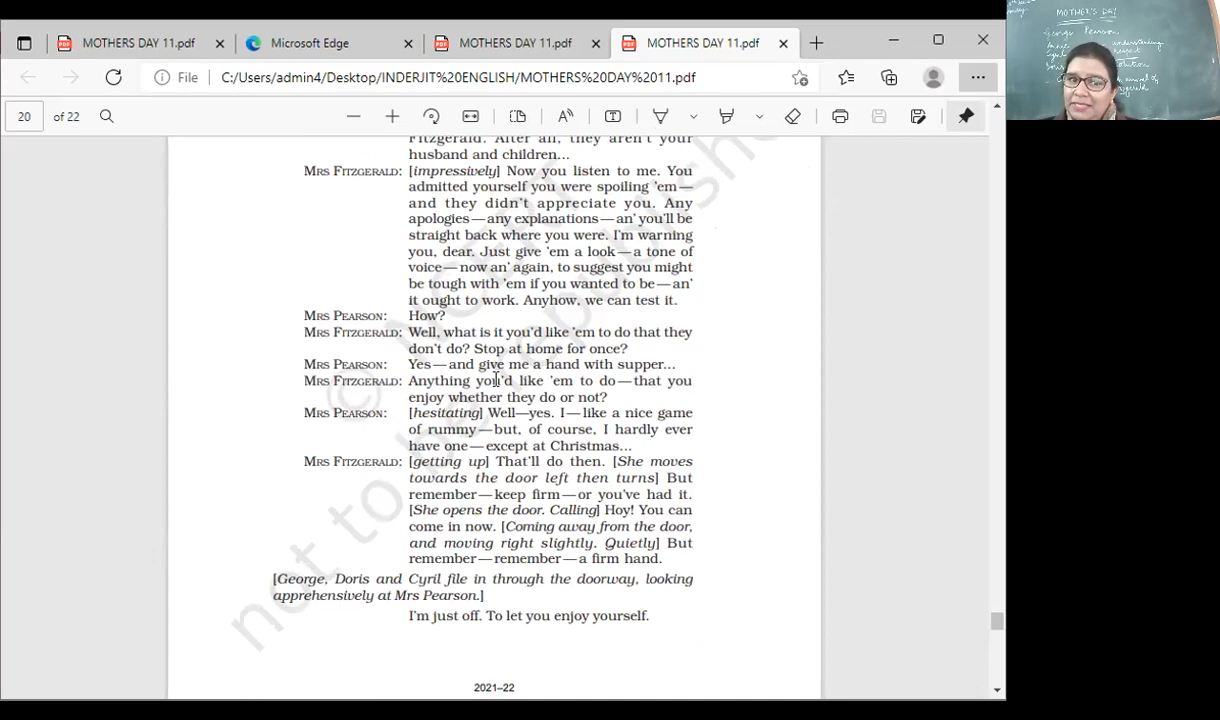 MOTHERS DAY 11.pdf
Microsoft Edge
MOTHERS DAY 11.pdf
MOTHERS DAY 11.pdf
File
C:/Users/admin4/Desktop/INDERJIT%20ENGLISH/MOTHERS%20DAY%2011.pdf
20 of 22
Fitzgerald. After all, they aren't your
husband and children...
MRS FITZGERALD: [impressively] Now you listen to me. You
admitted yourself you were spoiling 'em—
and they didn't appreciate you. Any
apologies—any explanations—an' you'll be
straight back where you were. I'm warning
you, dear. Just give 'em a look—a tone of
voice—now an' again, to suggest you might
be tough with 'em if you wanted to be—an'
it ought to work. Anyhow, we can test it.
MRS PEARSON: How?
MRS FITZGERALD: Well, what is it you'd like 'em to do that they
don't do? Stop at home for once?
MRS PEARSON: Yes—and give me a hand with supper...
MRS FITZGERALD: Anything you'd like 'em to do—that you
enjoy whether they do or not?
MRS PEARSON: [hesitating] Well—yes. I—like a nice game
of rummy—but, of course, I hardly ever
have one—except at Christmas...
MRS FITZGERALD: [getting up] That'll do then. [She moves
towards the door left then turns] But
remember—keep firm—or you've had it.
[She opens the door. Calling] Hoy! You can
come in now. [Coming away from the door,
and moving right slightly. Quietly] But
remember—remember—a firm hand.
[George, Doris and Cyril file in through the doorway, looking
apprehensively at Mrs Pearson.]
I'm just off. To let you enjoy yourself.
2021–22
© NCERT
not to be republished
MOTHER'S DAY
George Pearson
understanding
respect